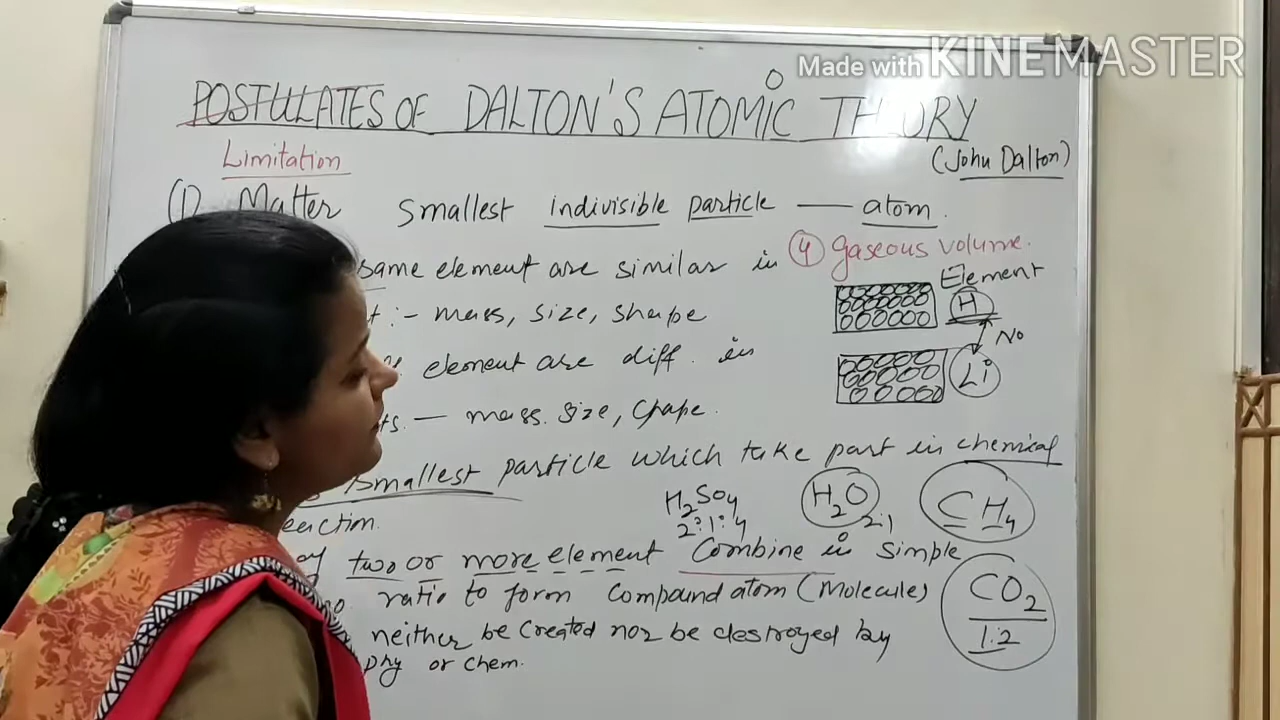 Made with KINEMASTER
POSTULATES OF DALTON'S ATOMIC THEORY
Limitation
(John Dalton)
(1) Matter smallest indivisible particle — atom.
same element are similar in
④ gaseous volume.
Element
:- mass, size, shape
H
No
element are diff. in
Li
— mass. size, shape.
smallest particle which take part in chemical
H2SO4
2:1:4
H2O
2:1
CH4
of two or more element Combine in simple
CO2
1:2
no ratio to form Compound atom (Molecule)
neither be Created nor be destroyed by
phy or chem.